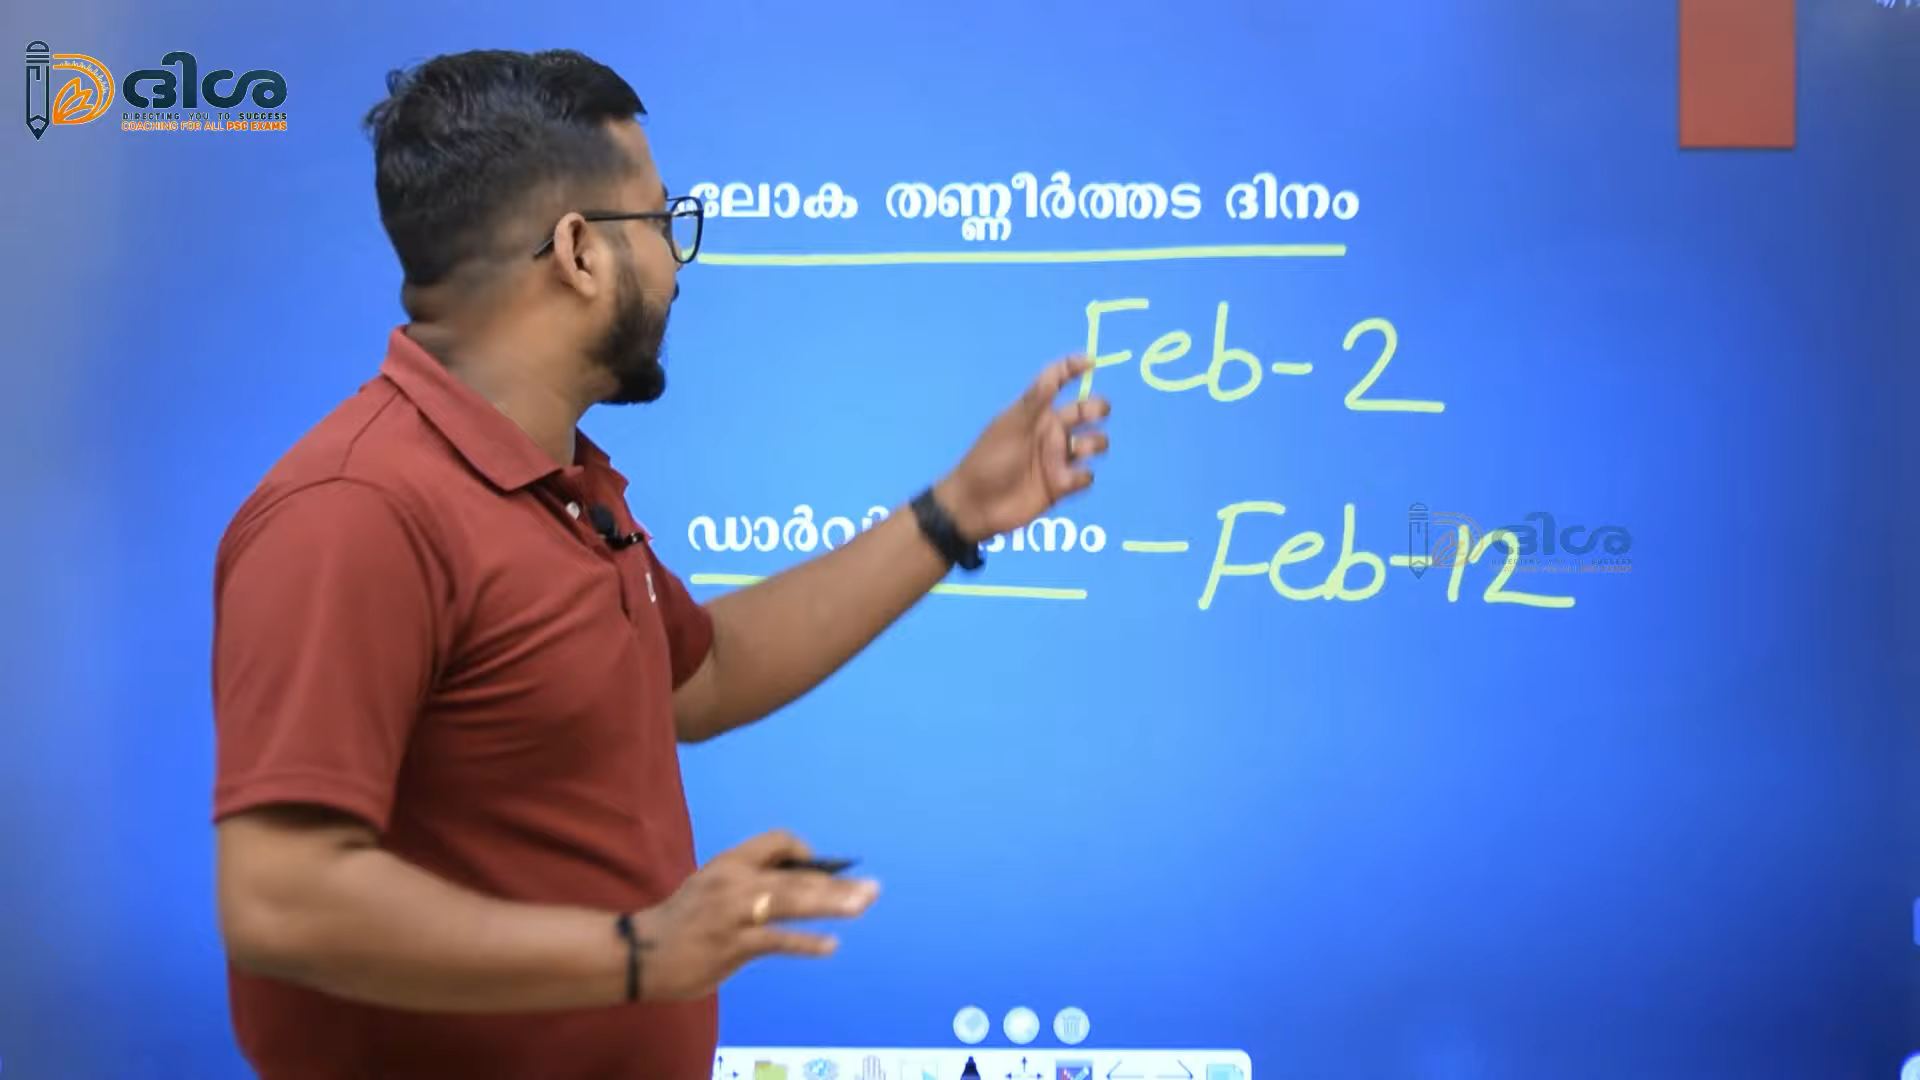 ദിശ
DIRECTING YOU TO SUCCESS
COACHING FOR ALL PSC EXAMS
ലോക തണ്ണീർത്തട ദിനം
Feb - 2
ദിനം - Feb - 12
ദിശ